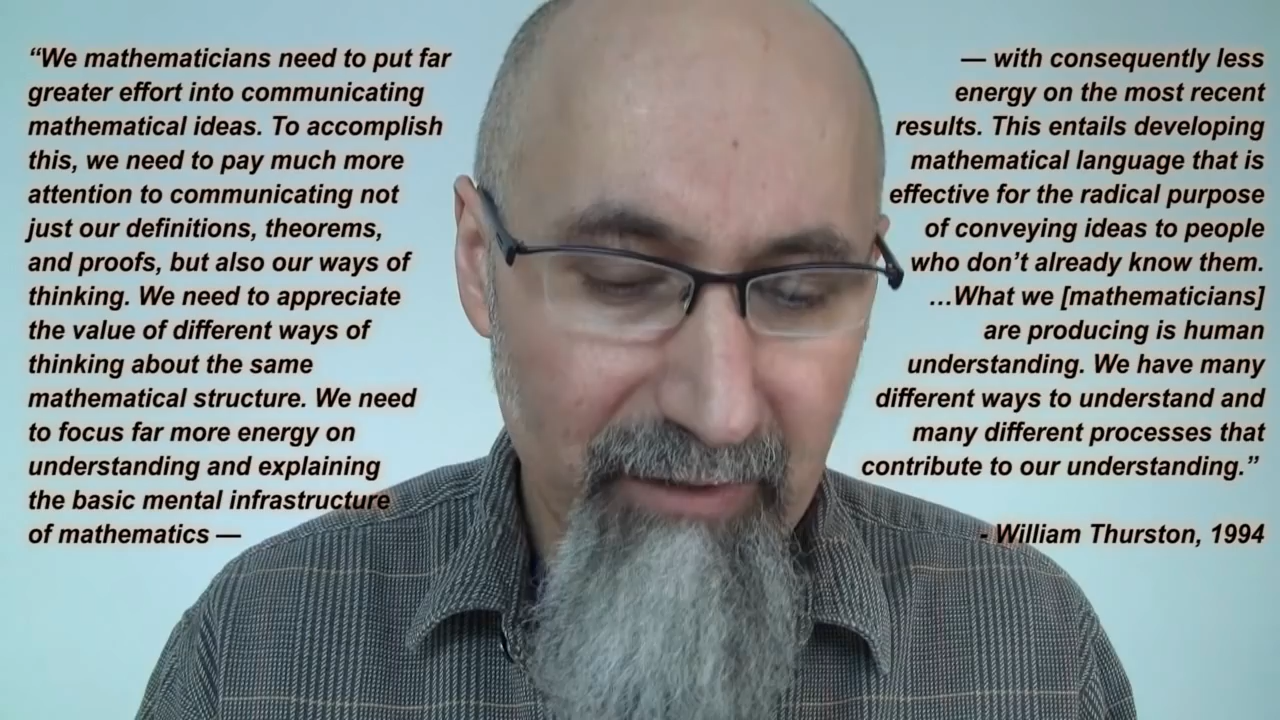 “We mathematicians need to put far
greater effort into communicating
mathematical ideas. To accomplish
this, we need to pay much more
attention to communicating not
just our definitions, theorems,
and proofs, but also our ways of
thinking. We need to appreciate
the value of different ways of
thinking about the same
mathematical structure. We need
to focus far more energy on
understanding and explaining
the basic mental infrastructure
of mathematics —
— with consequently less
energy on the most recent
results. This entails developing
mathematical language that is
effective for the radical purpose
of conveying ideas to people
who don’t already know them.
…What we [mathematicians]
are producing is human
understanding. We have many
different ways to understand and
many different processes that
contribute to our understanding.”
- William Thurston, 1994